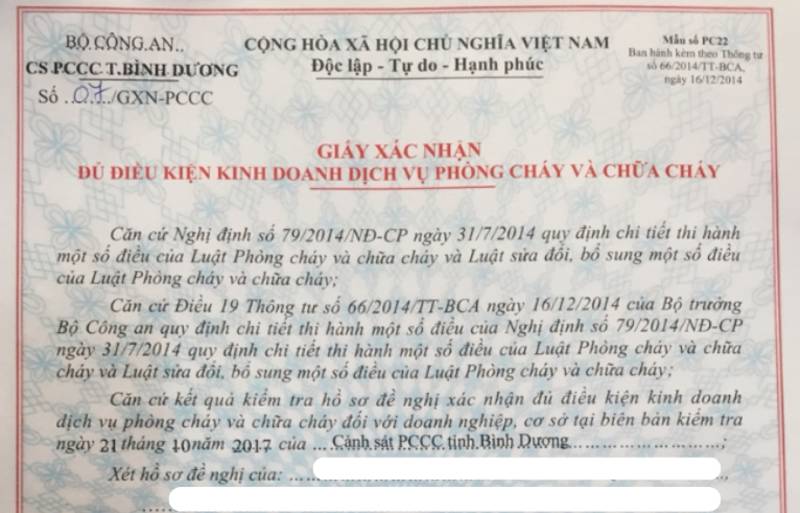 BỘ CÔNG AN..
CS PCCC T.BÌNH DƯƠNG
Số ..07../GXN-PCCC
CỘNG HÒA XÃ HỘI CHỦ NGHĨA VIỆT NAM
Độc lập - Tự do - Hạnh phúc
Mẫu số PC22
Ban hành kèm theo Thông tư
số 66/2014/TT-BCA,
ngày 16/12/2014
GIẤY XÁC NHẬN
ĐỦ ĐIỀU KIỆN KINH DOANH DỊCH VỤ PHÒNG CHÁY VÀ CHỮA CHÁY
Căn cứ Nghị định số 79/2014/NĐ-CP ngày 31/7/2014 quy định chi tiết thi hành
một số điều của Luật Phòng cháy và chữa cháy và Luật sửa đổi, bổ sung một số điều
của Luật Phòng cháy và chữa cháy;
Căn cứ Điều 19 Thông tư số 66/2014/TT-BCA ngày 16/12/2014 của Bộ trưởng
Bộ Công an quy định chi tiết thi hành một số điều của Nghị định số 79/2014/NĐ-CP
ngày 31/7/2014 quy định chi tiết thi hành một số điều của Luật Phòng cháy và chữa
cháy và Luật sửa đổi, bổ sung một số điều của Luật Phòng cháy và chữa cháy;
Căn cứ kết quả kiểm tra hồ sơ đề nghị xác nhận đủ điều kiện kinh doanh
dịch vụ phòng cháy và chữa cháy đối với doanh nghiệp, cơ sở tại biên bản kiểm tra
ngày 21 tháng 10 năm 2017 của ... Cảnh sát PCCC tỉnh Bình Dương........................;
Xét hồ sơ đề nghị của: ...